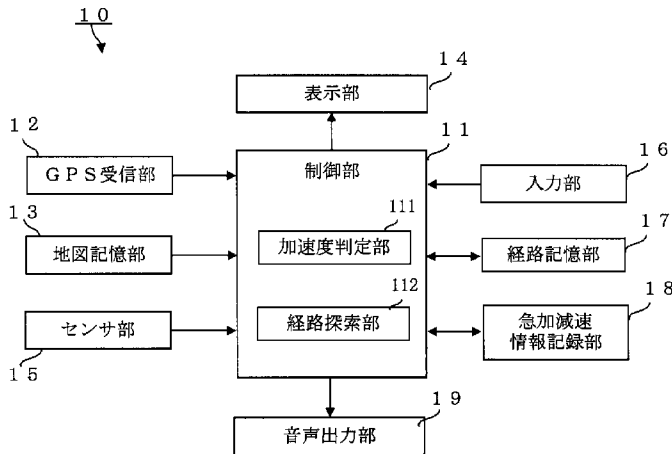 １０
１４
表示部
１２
ＧＰＳ受信部
１１
制御部
１６
入力部
１３
地図記憶部
111
加速度判定部
１７
経路記憶部
112
経路探索部
１８
急加減速
情報記録部
センサ部
１５
１９
音声出力部